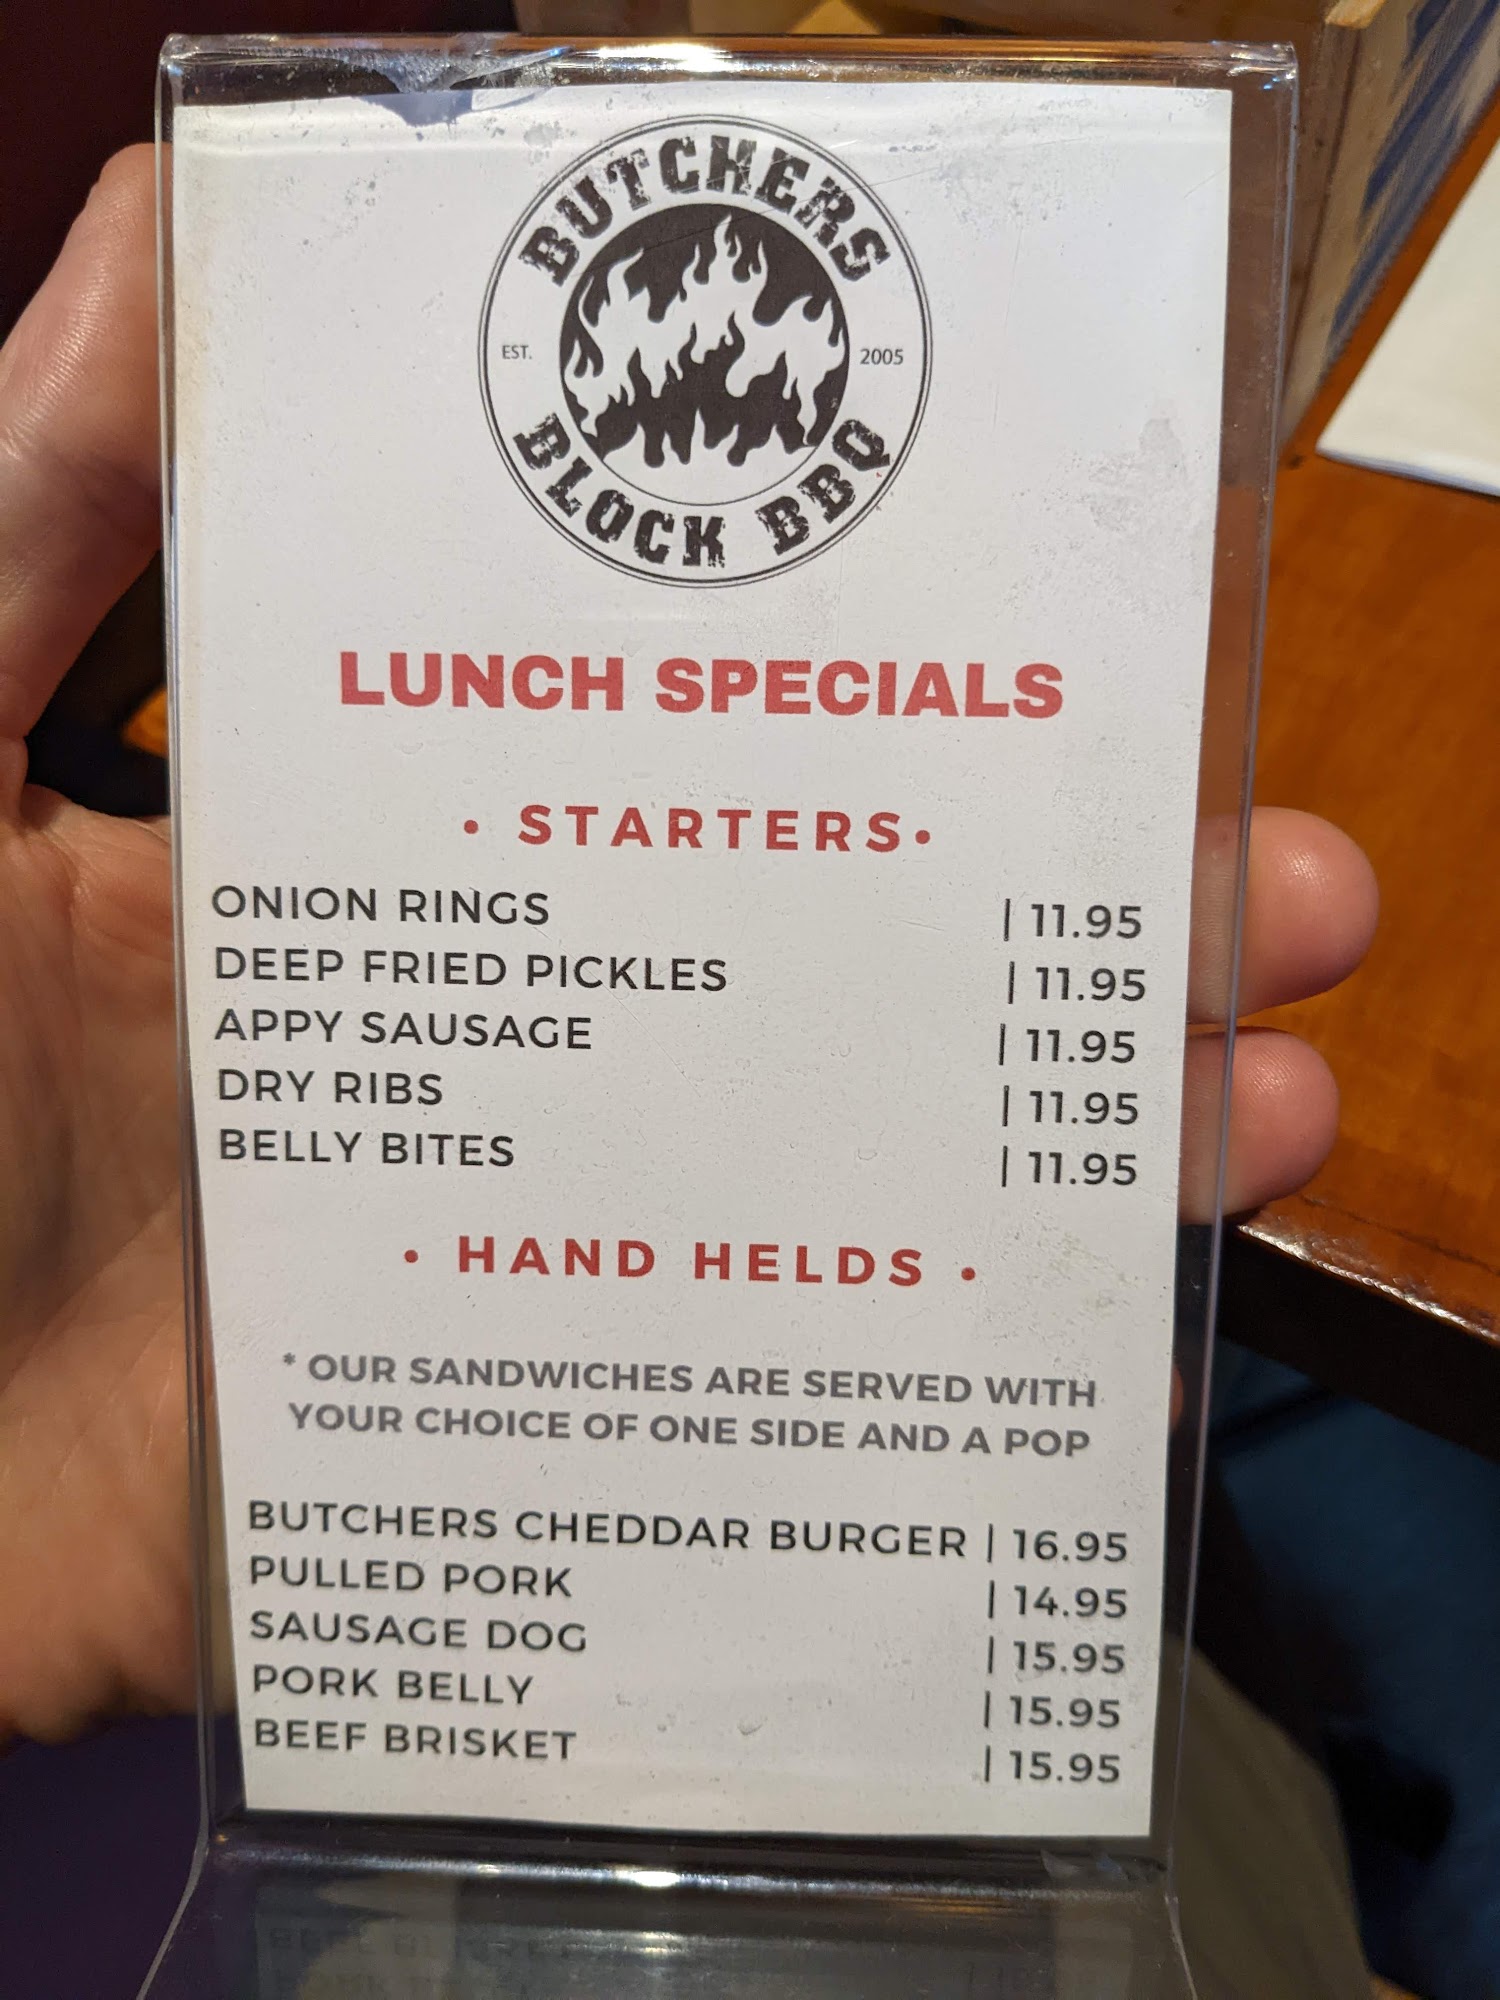 BUTCHERS
EST. 2005
BLOCK BBQ
LUNCH SPECIALS
• STARTERS•
ONION RINGS | 11.95
DEEP FRIED PICKLES | 11.95
APPY SAUSAGE | 11.95
DRY RIBS | 11.95
BELLY BITES | 11.95
• HAND HELDS •
* OUR SANDWICHES ARE SERVED WITH
YOUR CHOICE OF ONE SIDE AND A POP
BUTCHERS CHEDDAR BURGER | 16.95
PULLED PORK | 14.95
SAUSAGE DOG | 15.95
PORK BELLY | 15.95
BEEF BRISKET | 15.95